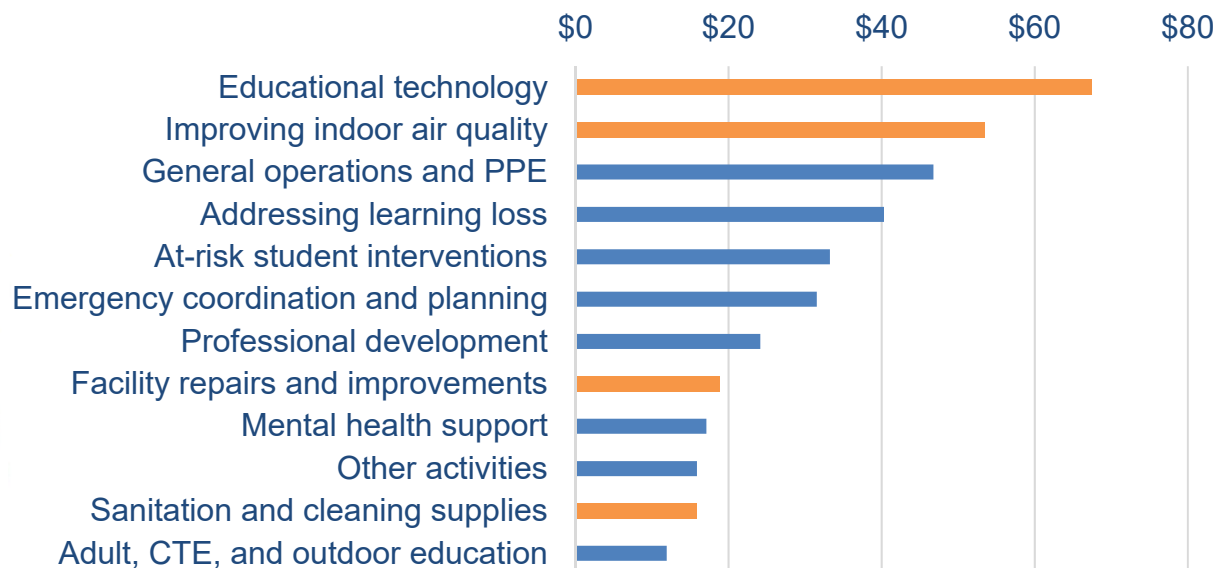 $0 $20 $40 $60 $80
Educational technology
Improving indoor air quality
General operations and PPE
Addressing learning loss
At-risk student interventions
Emergency coordination and planning
Professional development
Facility repairs and improvements
Mental health support
Other activities
Sanitation and cleaning supplies
Adult, CTE, and outdoor education